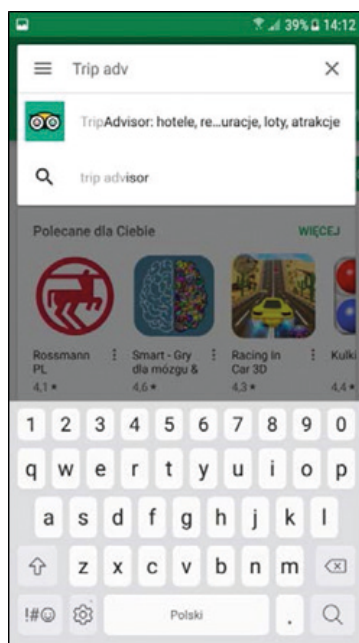 39% 14:12
Trip adv
TripAdvisor: hotele, re...uracje, loty, atrakcje
trip advisor
Polecane dla Ciebie WIĘCEJ
Rossmann PL
4,1 ★
Smart - Gry dla mózgu &
4,6 ★
Racing In Car 3D
4,3 ★
Kulki
4,4 ★
1 2 3 4 5 6 7 8 9 0
q w e r t y u i o p
a s d f g h j k l
z x c v b n m
!#☺ Polski .